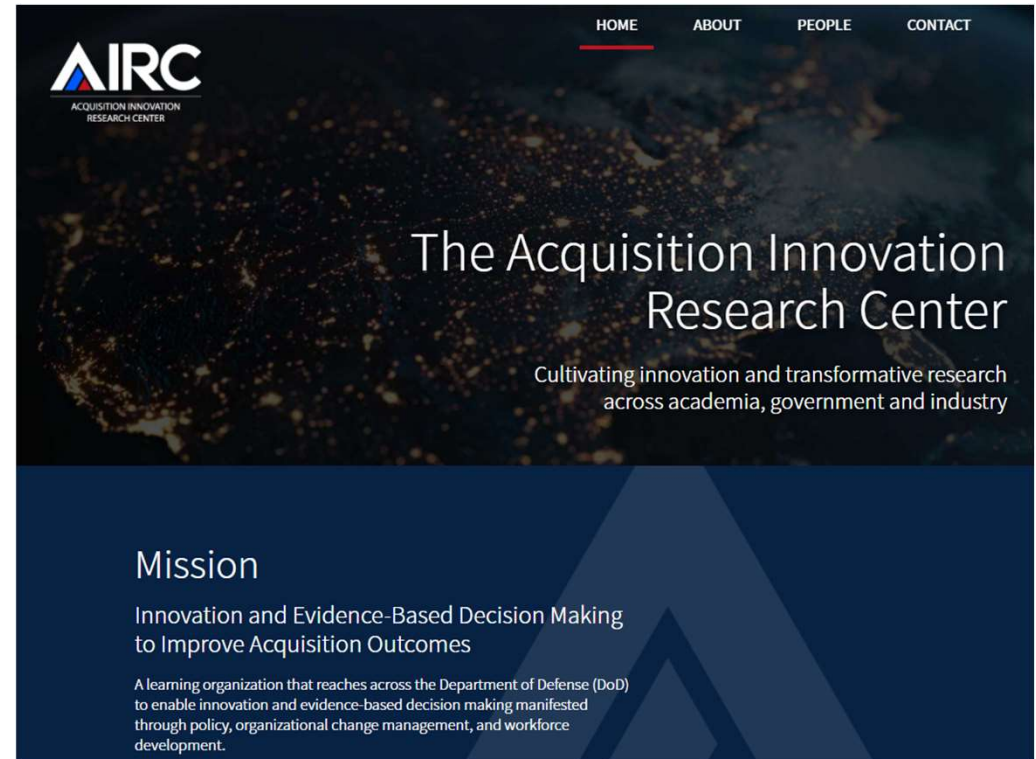 HOME ABOUT PEOPLE CONTACT
AIRC
ACQUISITION INNOVATION
RESEARCH CENTER
The Acquisition Innovation
Research Center
Cultivating innovation and transformative research
across academia, government and industry
Mission
Innovation and Evidence-Based Decision Making
to Improve Acquisition Outcomes
A learning organization that reaches across the Department of Defense (DoD)
to enable innovation and evidence-based decision making manifested
through policy, organizational change management, and workforce
development.